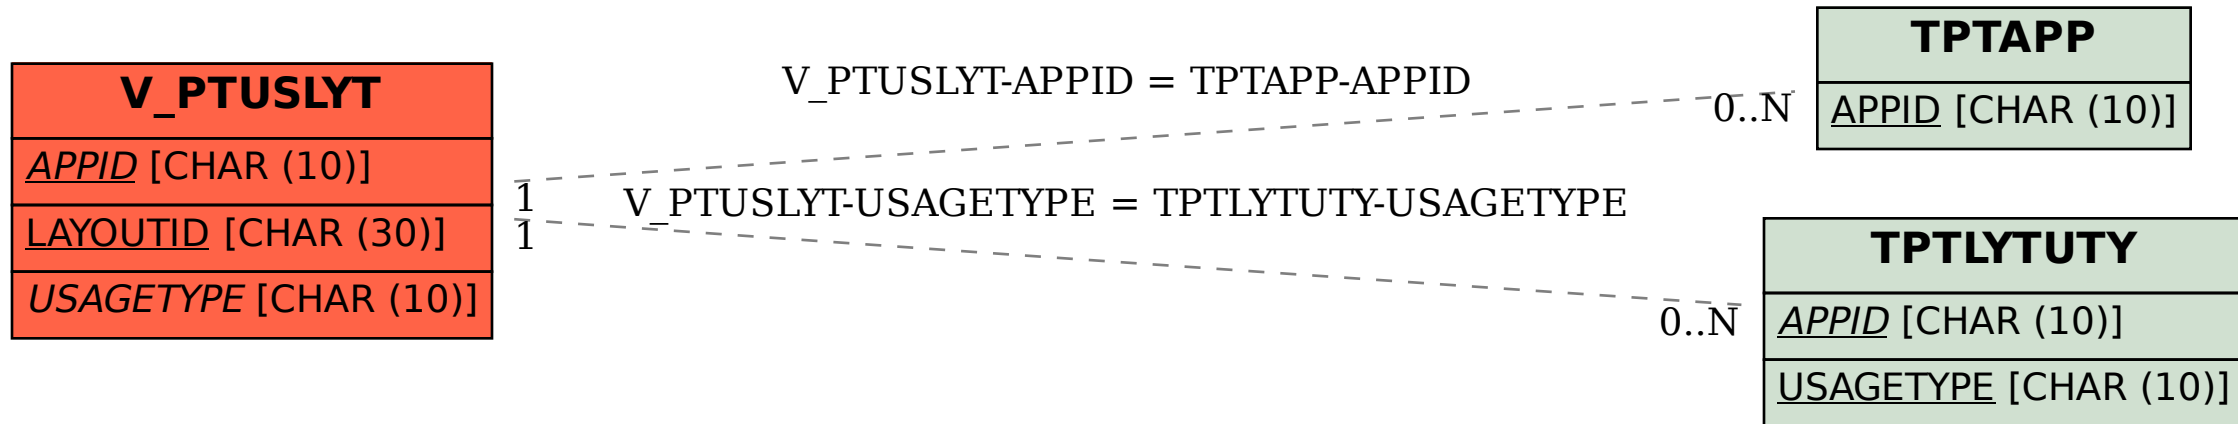 V_PTUSLYT
APPID [CHAR (10)]
LAYOUTID [CHAR (30)]
USAGETYPE [CHAR (10)]
V_PTUSLYT-APPID = TPTAPP-APPID
1
0..N
V_PTUSLYT-USAGETYPE = TPTLYTUTY-USAGETYPE
1
0..N
TPTAPP
APPID [CHAR (10)]
TPTLYTUTY
APPID [CHAR (10)]
USAGETYPE [CHAR (10)]